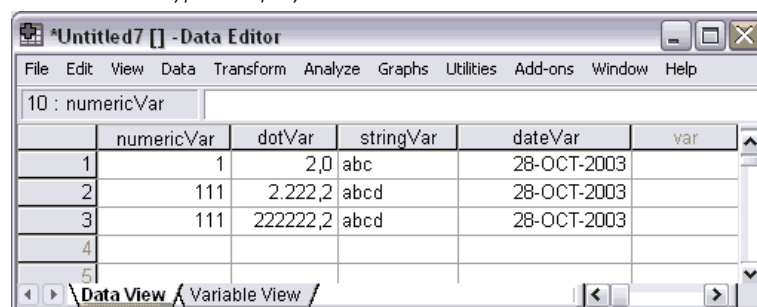 *Untitled7 [] - Data Editor
File Edit View Data Transform Analyze Graphs Utilities Add-ons Window Help
10 : numericVar
numericVar dotVar stringVar dateVar var
1 1 2,0 abc 28-OCT-2003
2 111 2.222,2 abcd 28-OCT-2003
3 111 222222,2 abcd 28-OCT-2003
4
5
Data View Variable View